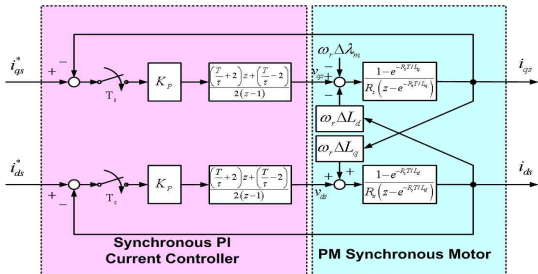 ω_r Δλ_m
i*_qs
+
−
T_s
K_P
((T/τ +2)z+(T/τ −2)) / 2(z−1)
v_qs
+
−
−
(1−e^(−R_sT/L_q)) / (R_s(z−e^(−R_sT/L_q)))
i_qs
ω_r ΔL_d
ω_r ΔL_q
i*_ds
+
−
T_s
K_P
((T/τ +2)z+(T/τ −2)) / 2(z−1)
v_ds
+
+
(1−e^(−R_sT/L_d)) / (R_s(z−e^(−R_sT/L_d)))
i_ds
Synchronous PI
Current Controller
PM Synchronous Motor